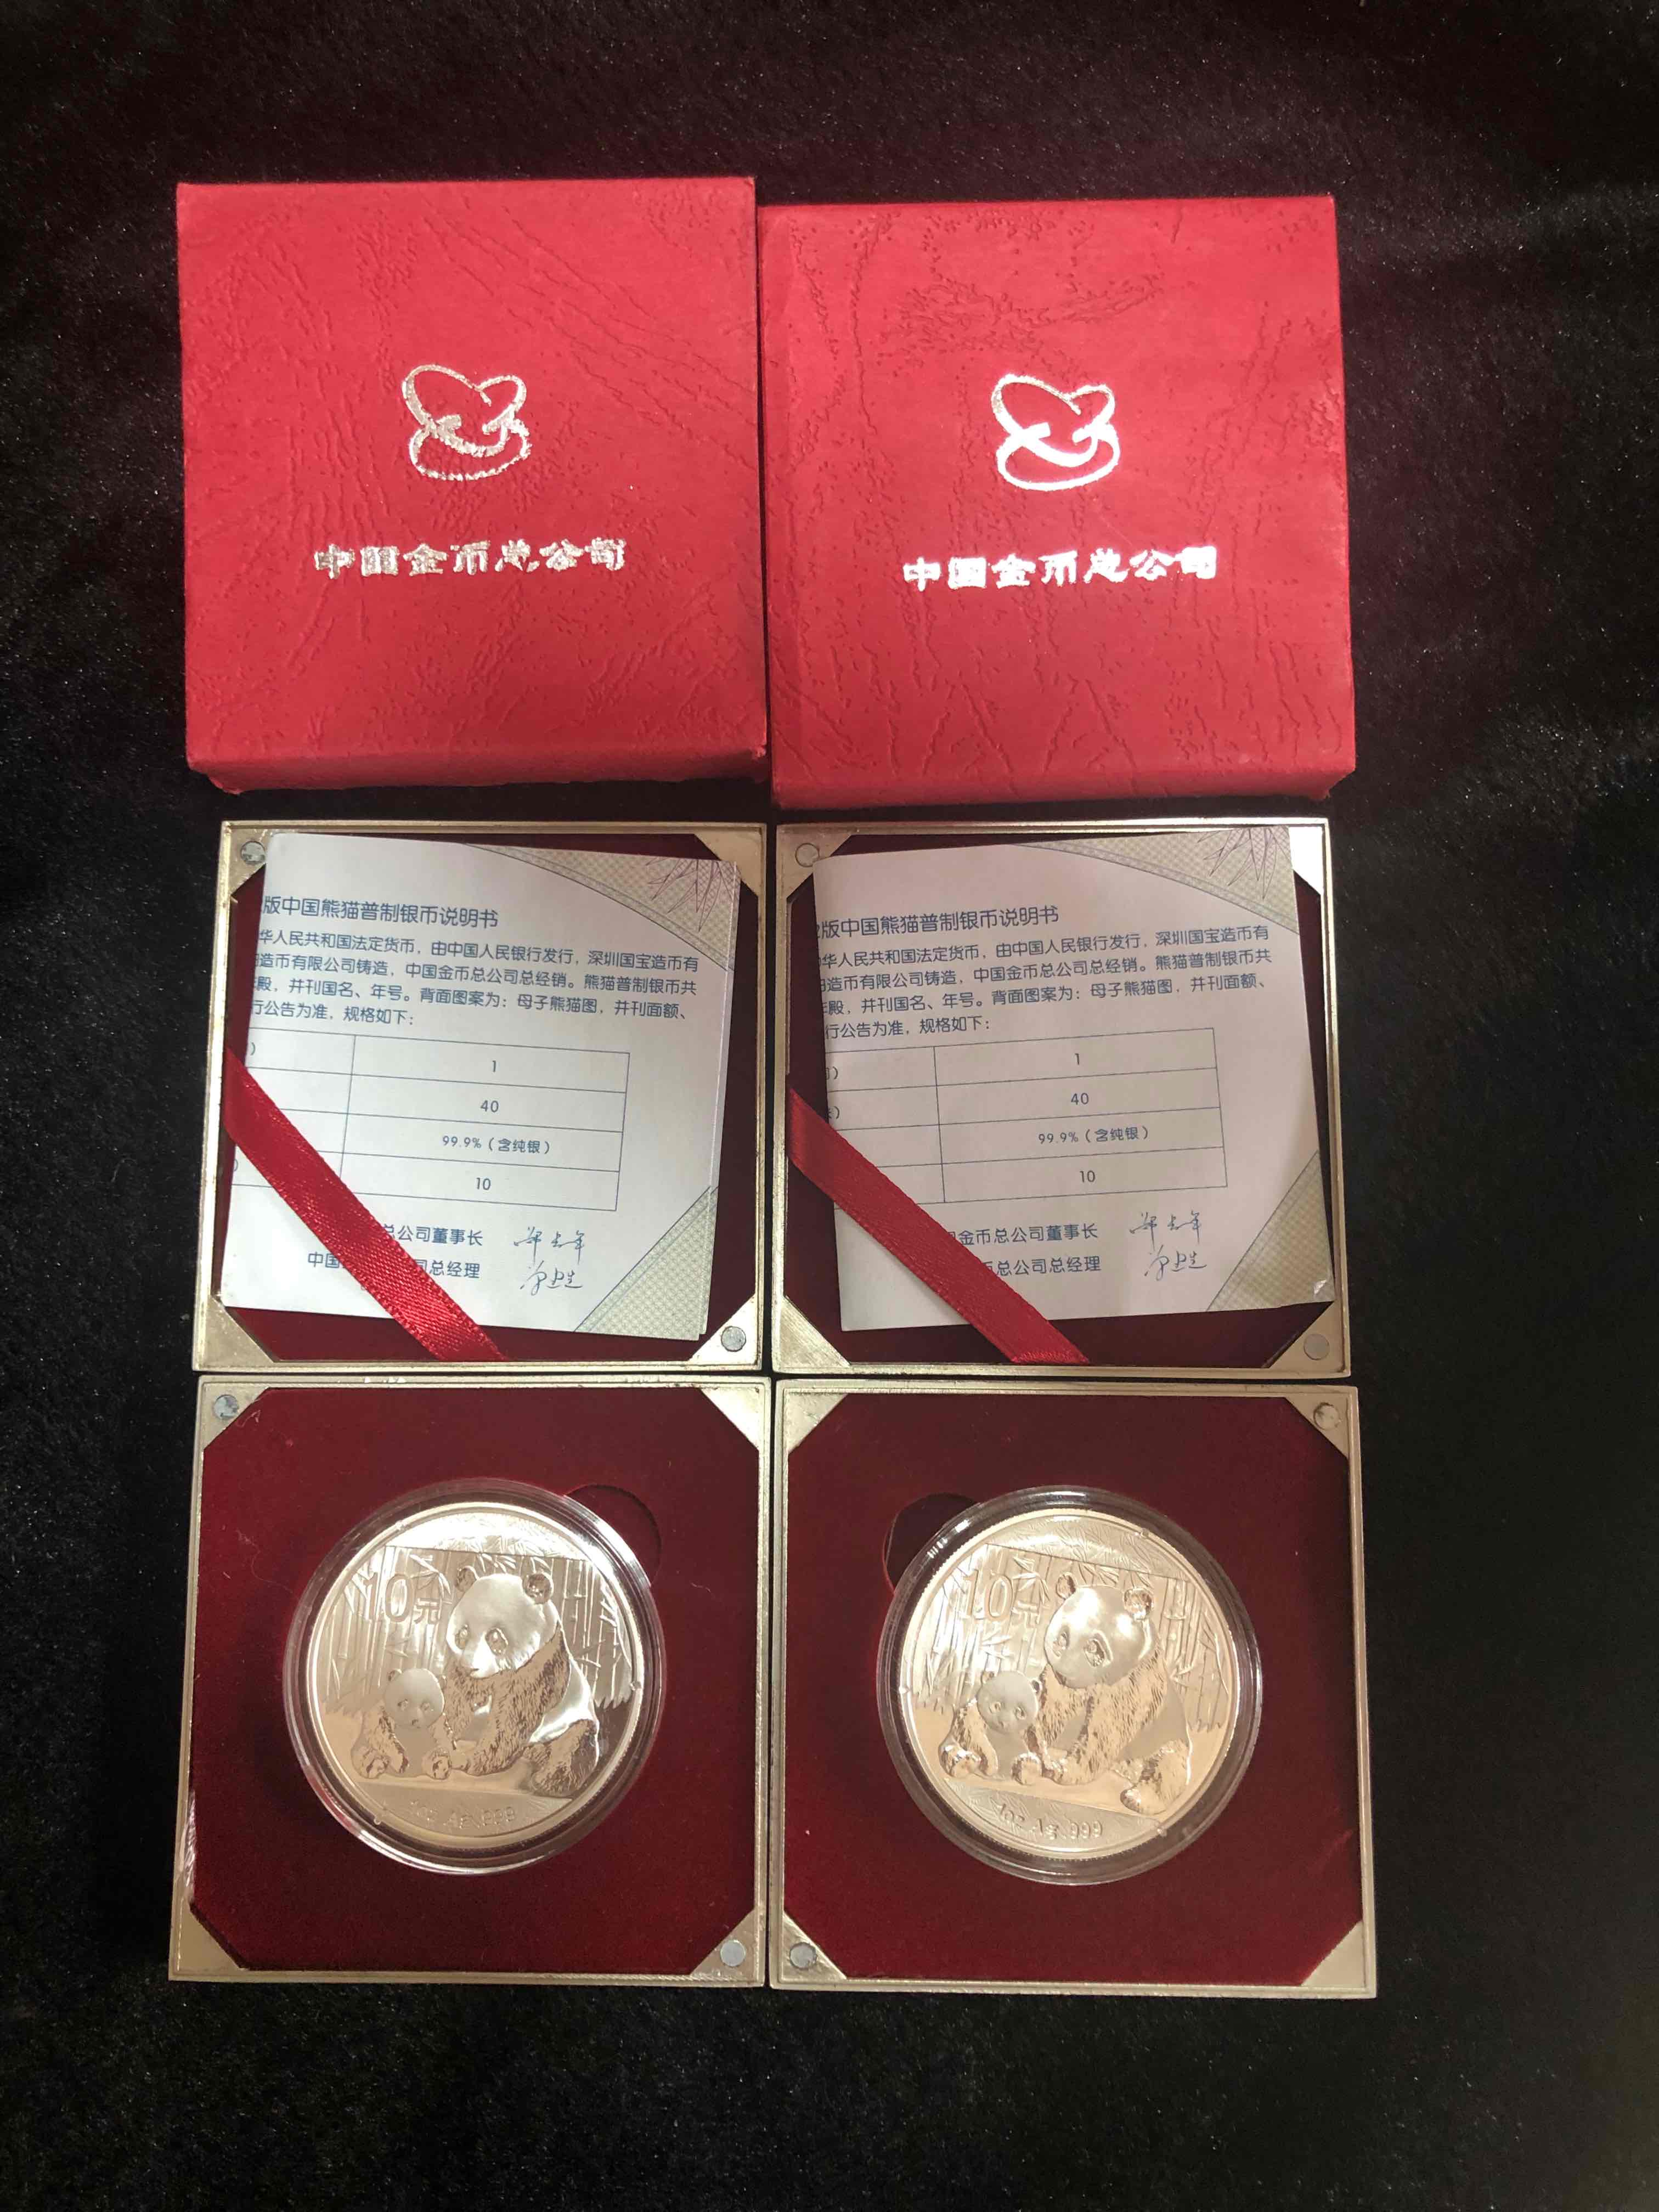 中国金币总公司
中国金币总公司
版中国熊猫普制银币说明书
华人民共和国法定货币，由中国人民银行发行，深圳国宝造币有
造币有限公司铸造，中国金币总公司总经销。熊猫普制银币共
殿，并刊国名、年号。背面图案为：母子熊猫图，并刊面额、
行公告为准，规格如下：
1
40
99.9%（含纯银）
10
总公司董事长
中国 司总经理
版中国熊猫普制银币说明书
华人民共和国法定货币，由中国人民银行发行，深圳国宝造币有
造币有限公司铸造，中国金币总公司总经销。熊猫普制银币共
殿，并刊国名、年号。背面图案为：母子熊猫图，并刊面额、
行公告为准，规格如下：
1
40
99.9%（含纯银）
10
金币总公司董事长
币总公司总经理
10元
1oz Ag .999
10元
1oz Ag .999